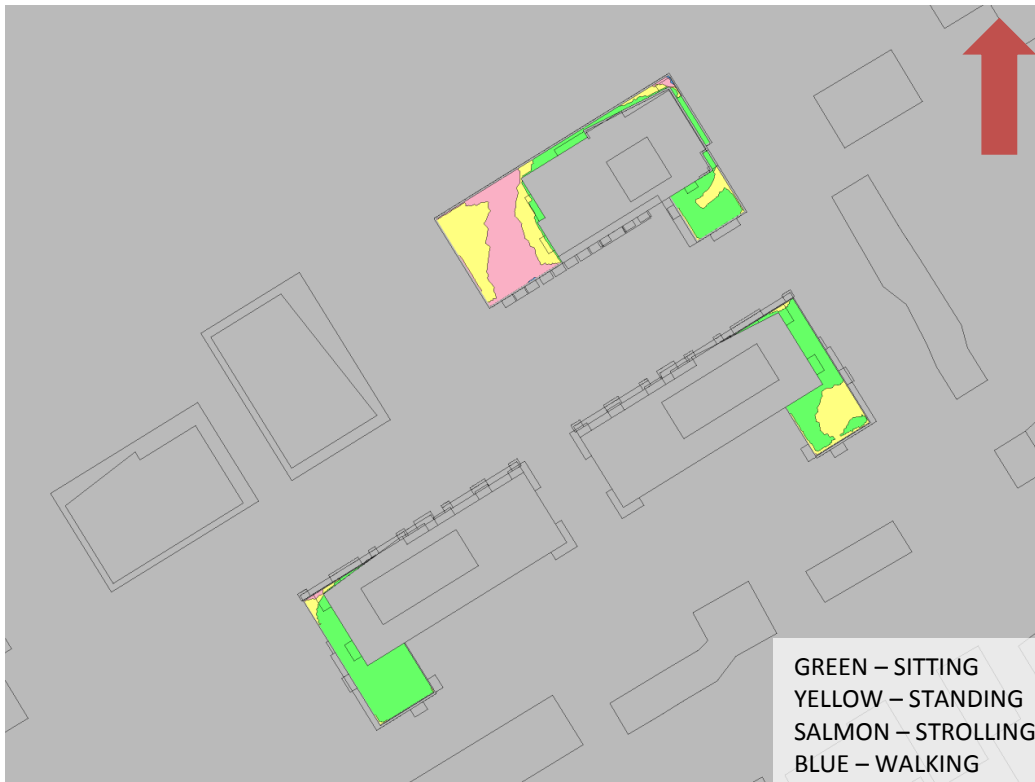 GREEN – SITTING
YELLOW – STANDING
SALMON – STROLLING
BLUE – WALKING